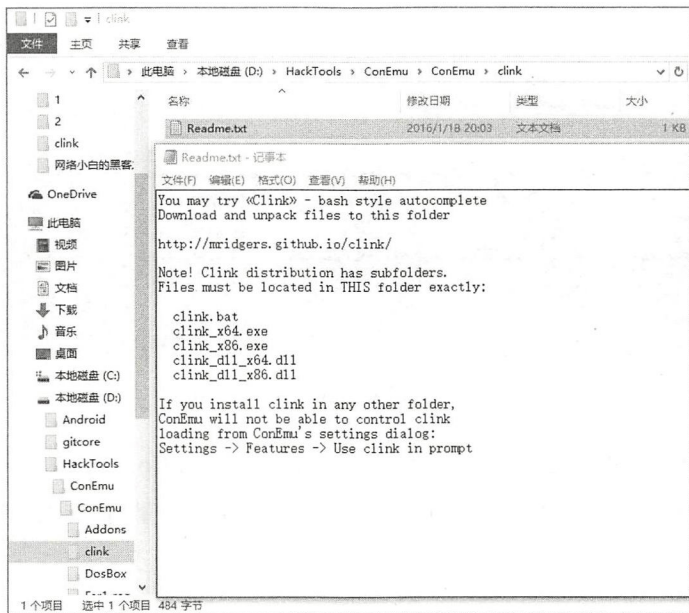 clink
文件 主页 共享 查看
此电脑 › 本地磁盘 (D:) › HackTools › ConEmu › ConEmu › clink
名称 修改日期 类型 大小
Readme.txt 2016/1/18 20:03 文本文档 1 KB
1
2
clink
网络小白的黑客.
OneDrive
此电脑
视频
图片
文档
下载
音乐
桌面
本地磁盘 (C:)
本地磁盘 (D:)
Android
gitcore
HackTools
ConEmu
ConEmu
Addons
clink
DosBox
Readme.txt - 记事本
文件(F) 编辑(E) 格式(O) 查看(V) 帮助(H)
You may try «Clink» - bash style autocomplete
Download and unpack files to this folder
http://mridgers.github.io/clink/
Note! Clink distribution has subfolders.
Files must be located in THIS folder exactly:
clink.bat
clink_x64.exe
clink_x86.exe
clink_dll_x64.dll
clink_dll_x86.dll
If you install clink in any other folder,
ConEmu will not be able to control clink
loading from ConEmu's settings dialog:
Settings -> Features -> Use clink in prompt
1 个项目 选中 1 个项目 484 字节